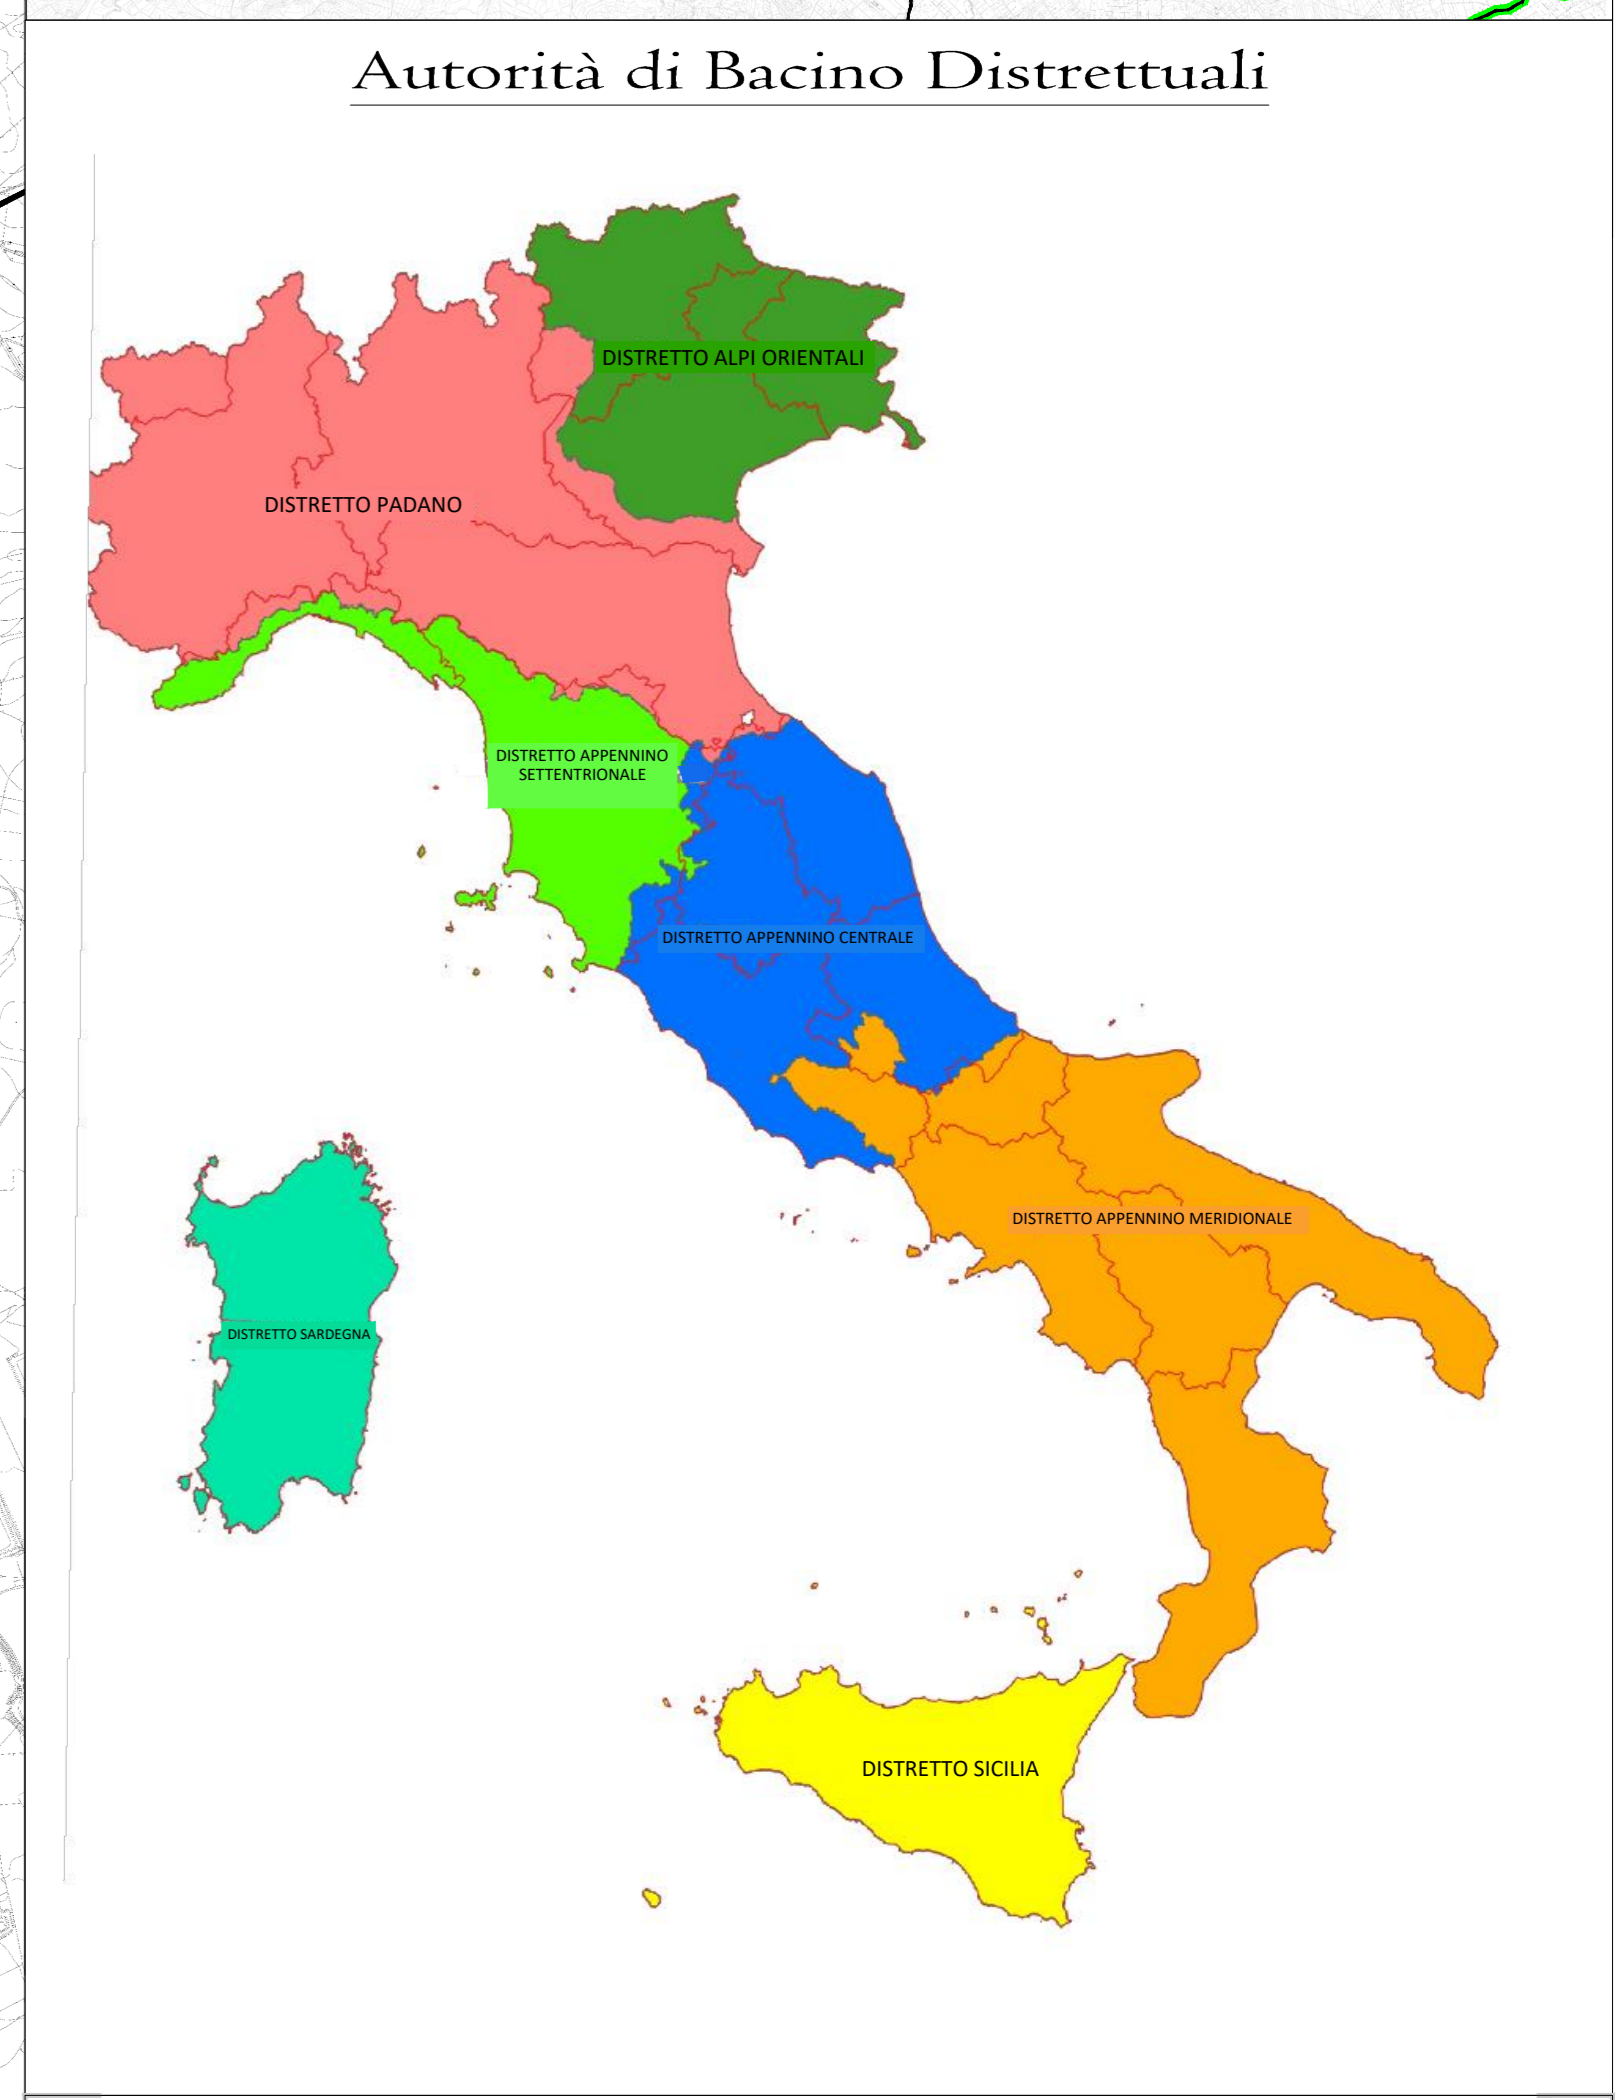 Autorità di Bacino Distrettuali
DISTRETTO ALPI ORIENTALI
DISTRETTO PADANO
DISTRETTO APPENNINO
SETTENTRIONALE
DISTRETTO APPENNINO CENTRALE
DISTRETTO APPENNINO MERIDIONALE
DISTRETTO SARDEGNA
DISTRETTO SICILIA